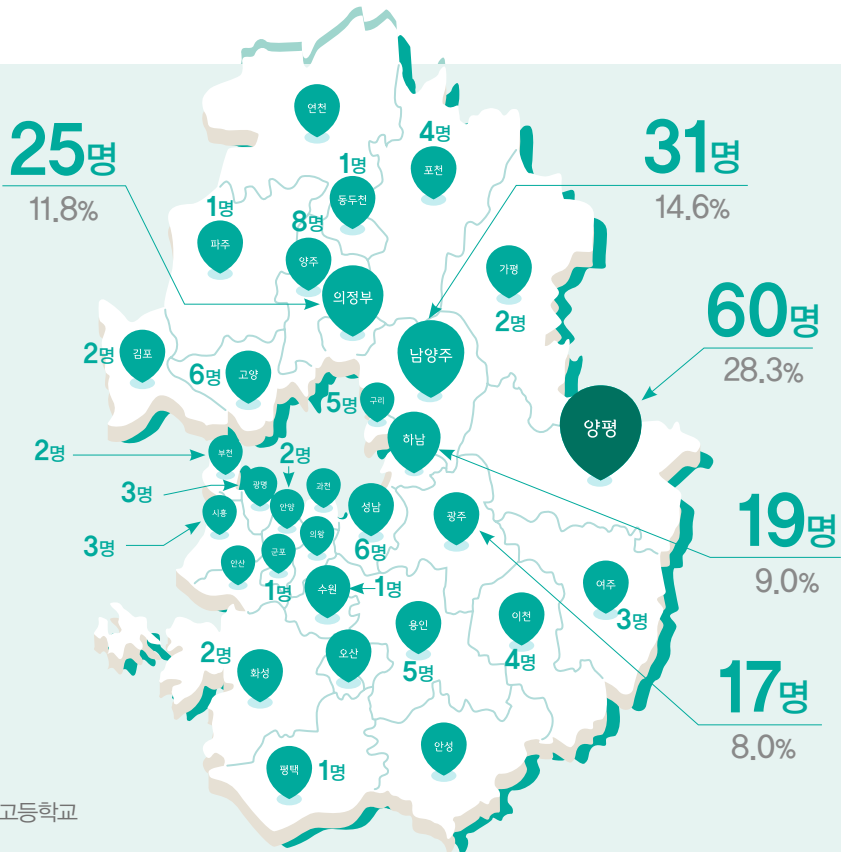 연천
4명
포천
25명
11.8%
31명
14.6%
1명
동두천
1명
파주
8명
양주
가평
2명
의정부
60명
28.3%
2명
김포
6명
고양
남양주
5명
구리
하남
양평
2명
부천
2명
3명
광명
안양
과천
성남
6명
광주
19명
9.0%
3명
시흥
의왕
군포
1명
안산
수원
1명
여주
3명
이천
4명
용인
5명
2명
화성
오산
17명
8.0%
안성
평택
1명
고등학교